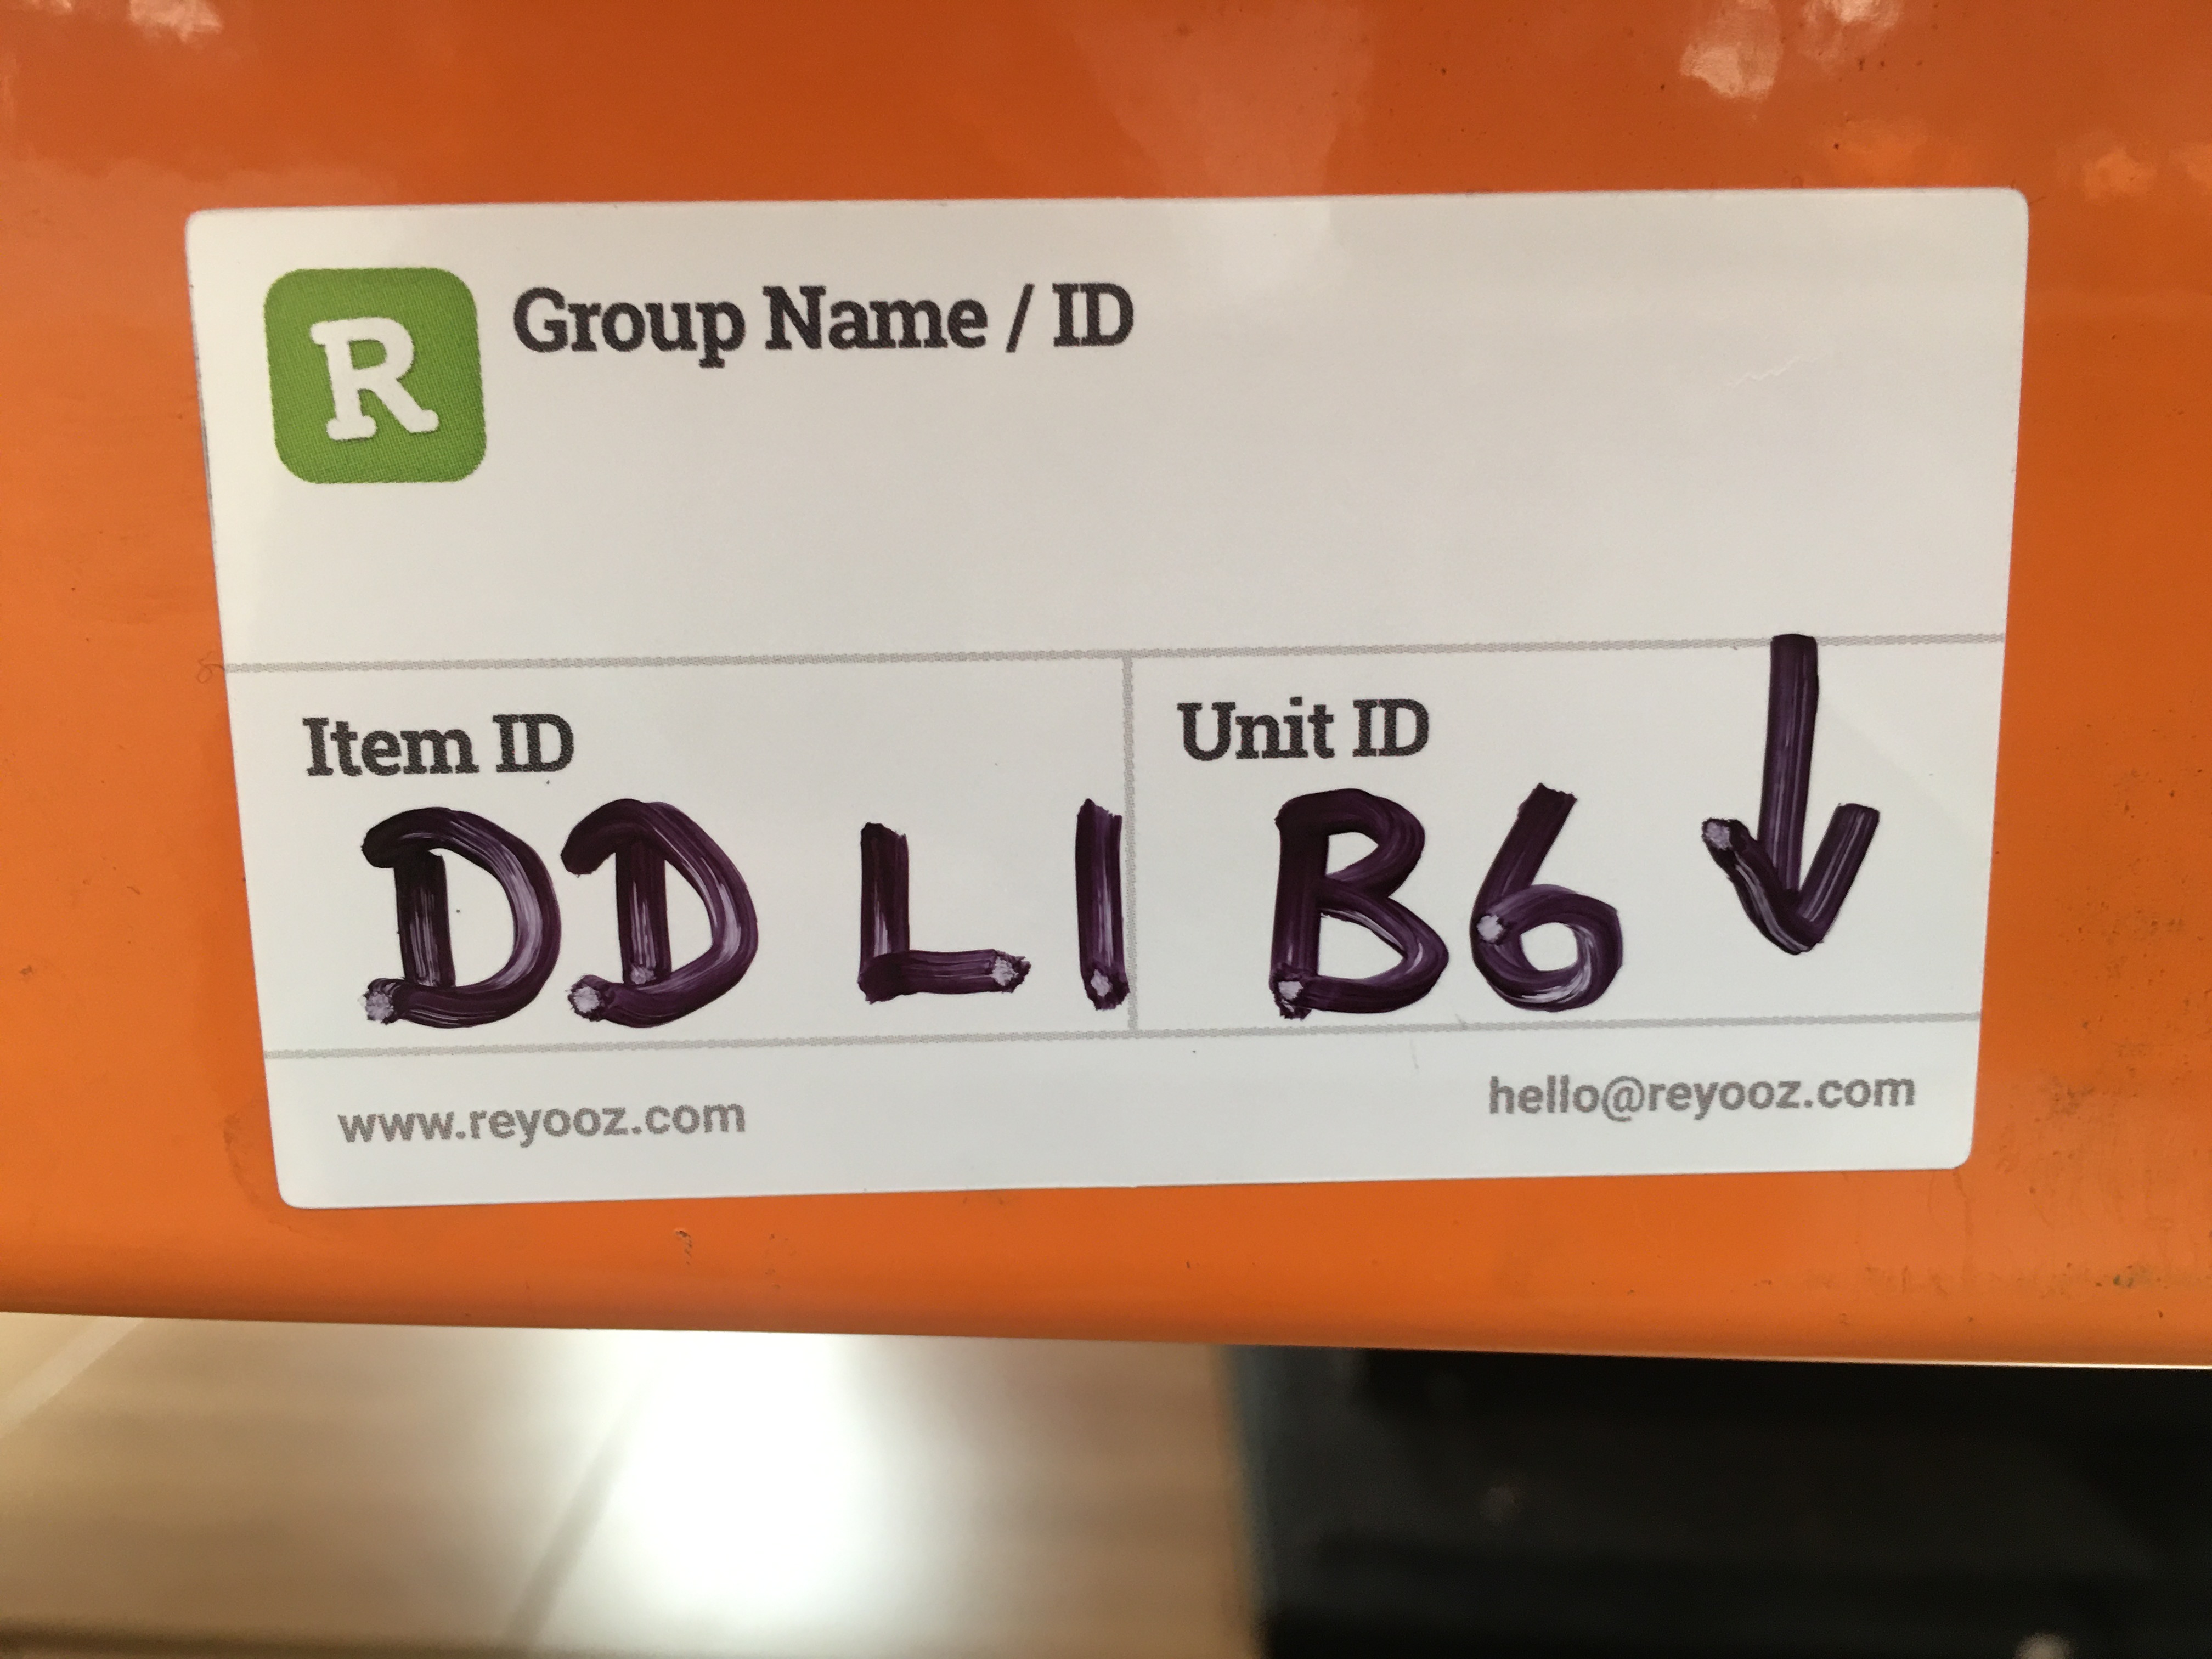 R Group Name / ID
Item ID Unit ID
DD L1 B6 ↓
www.reyooz.com hello@reyooz.com